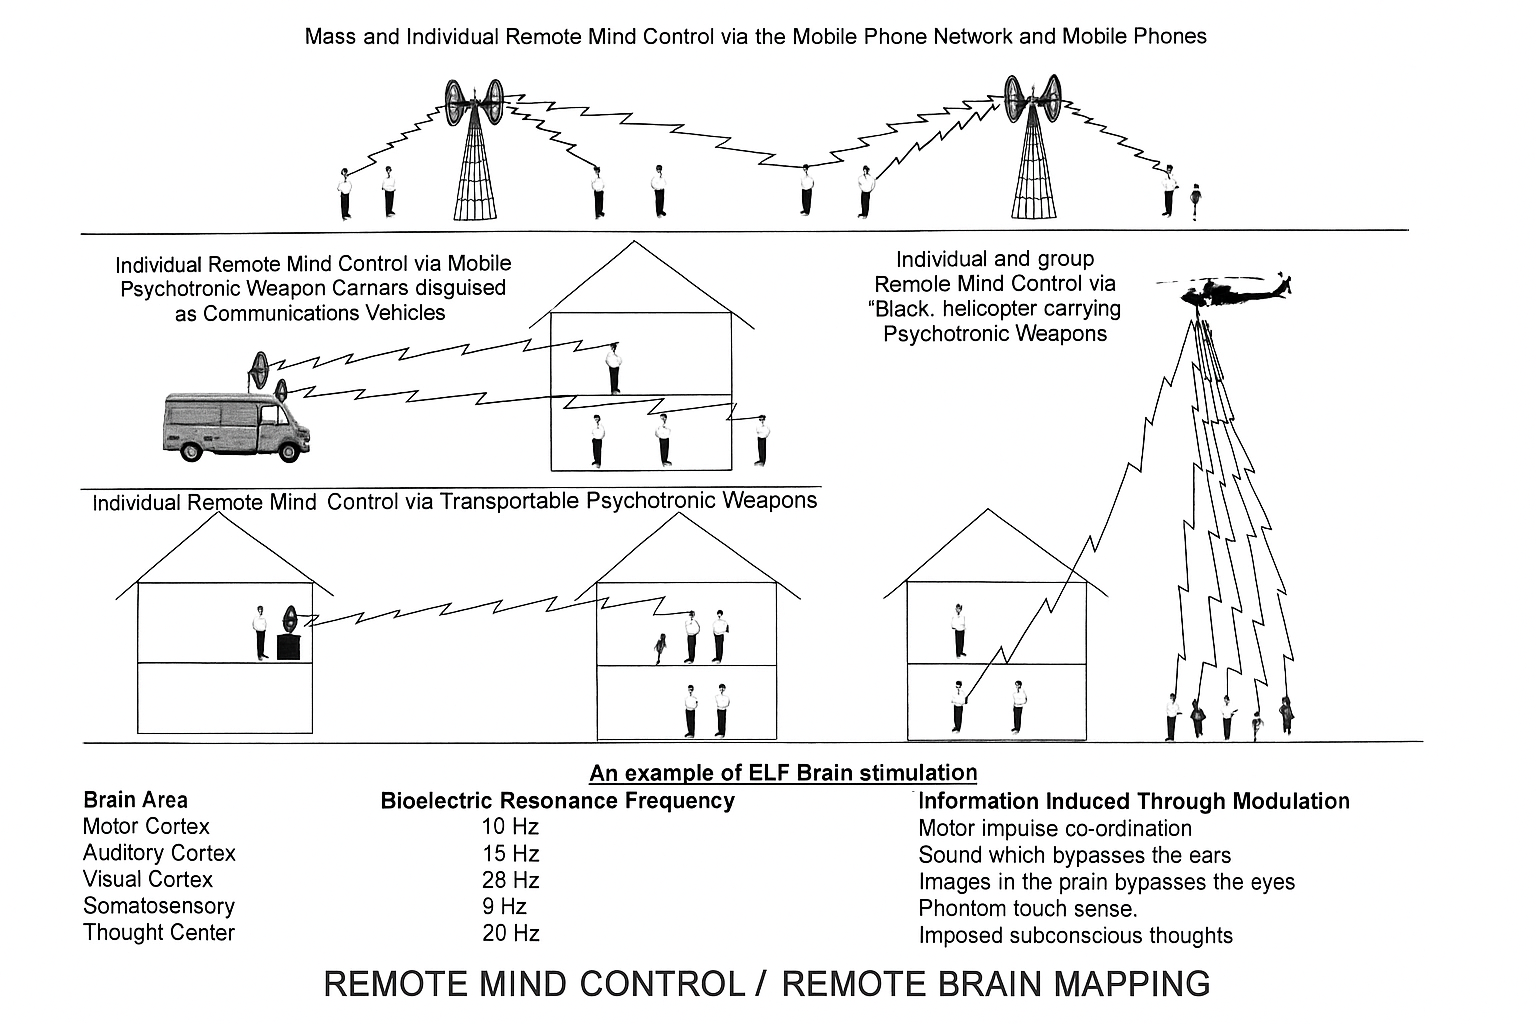 Mass and Individual Remote Mind Control via the Mobile Phone Network and Mobile Phones
Individual Remote Mind Control via Mobile
Psychotronic Weapon Carnars disguised
as Communications Vehicles
Individual and group
Remole Mind Control via
“Black. helicopter carrying
Psychotronic Weapons
Individual Remote Mind Control via Transportable Psychotronic Weapons
An example of ELF Brain stimulation
Brain Area Bioelectric Resonance Frequency Information Induced Through Modulation
Motor Cortex 10 Hz Motor impuise co-ordination
Auditory Cortex 15 Hz Sound which bypasses the ears
Visual Cortex 28 Hz Images in the prain bypasses the eyes
Somatosensory 9 Hz Phontom touch sense.
Thought Center 20 Hz Imposed subconscious thoughts
REMOTE MIND CONTROL / REMOTE BRAIN MAPPING